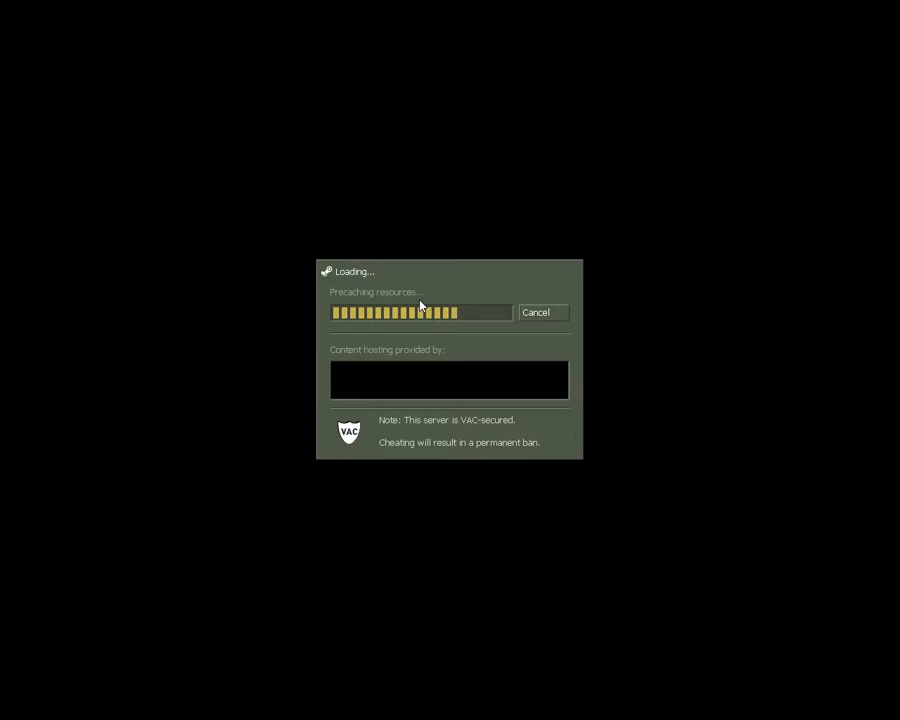 Loading...
Precaching resources...
Cancel
Content hosting provided by:
Note: This server is VAC-secured.
VAC
Cheating will result in a permanent ban.